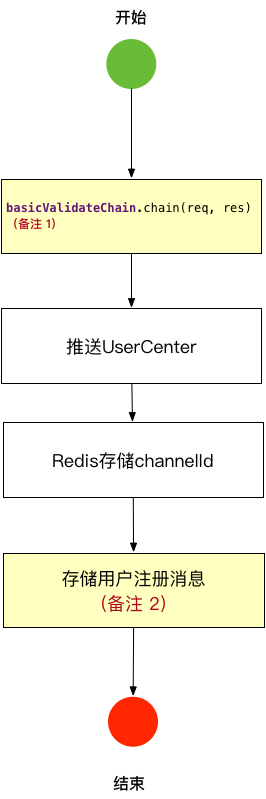 开始
basicValidateChain.chain(req, res)
（备注 1）
推送UserCenter
Redis存储channelId
存储用户注册消息
（备注 2）
结束